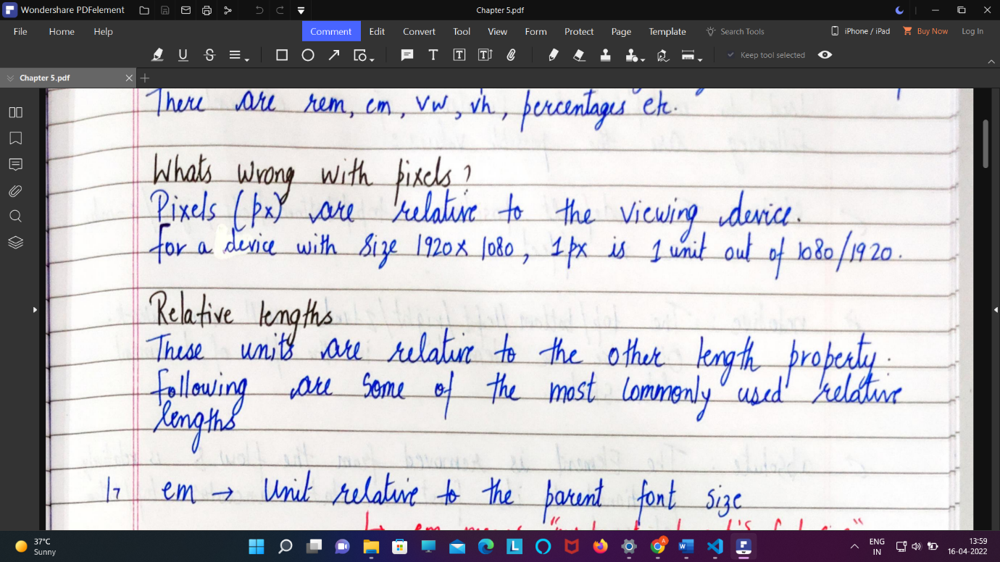 Wondershare PDFelement
Chapter 5.pdf
File Home Help Comment Edit Convert Tool View Form Protect Page Template Search Tools iPhone / iPad Buy Now Log In
Keep tool selected
Chapter 5.pdf
There are rem, em, vw, vh, percentages etc.
Whats wrong with pixels?
Pixels (px) are relative to the viewing device.
for a device with size 1920x1080, 1px is 1 unit out of 1080/1920.
Relative lengths
These units are relative to the other length property.
following are some of the most commonly used relative
lengths
1, em → Unit relative to the parent font size
37°C
Sunny
ENG
IN
13:59
16-04-2022